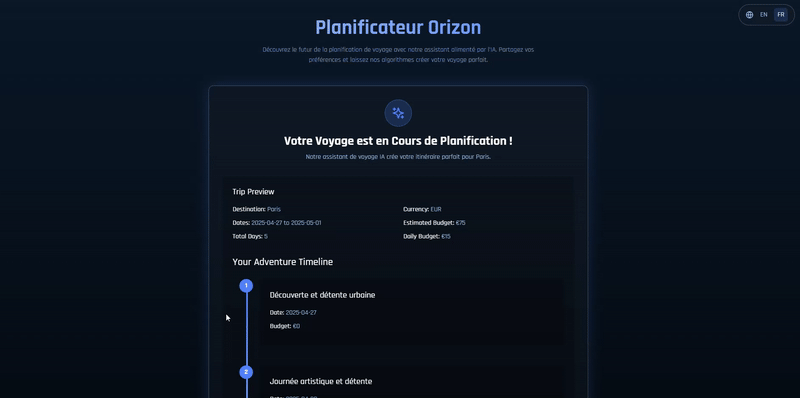 EN FR
Planificateur Orizon
Découvrez le futur de la planification de voyage avec notre assistant alimenté par l'IA. Partagez vos
préférences et laissez nos algorithmes créer votre voyage parfait.
Votre Voyage est en Cours de Planification !
Notre assistant de voyage IA crée votre itinéraire parfait pour Paris.
Trip Preview
Destination: Paris
Currency: EUR
Dates: 2025-04-27 to 2025-05-01
Estimated Budget: €75
Total Days: 5
Daily Budget: €15
Your Adventure Timeline
1
Découverte et détente urbaine
Date: 2025-04-27
Budget: €0
2
Journée artistique et détente